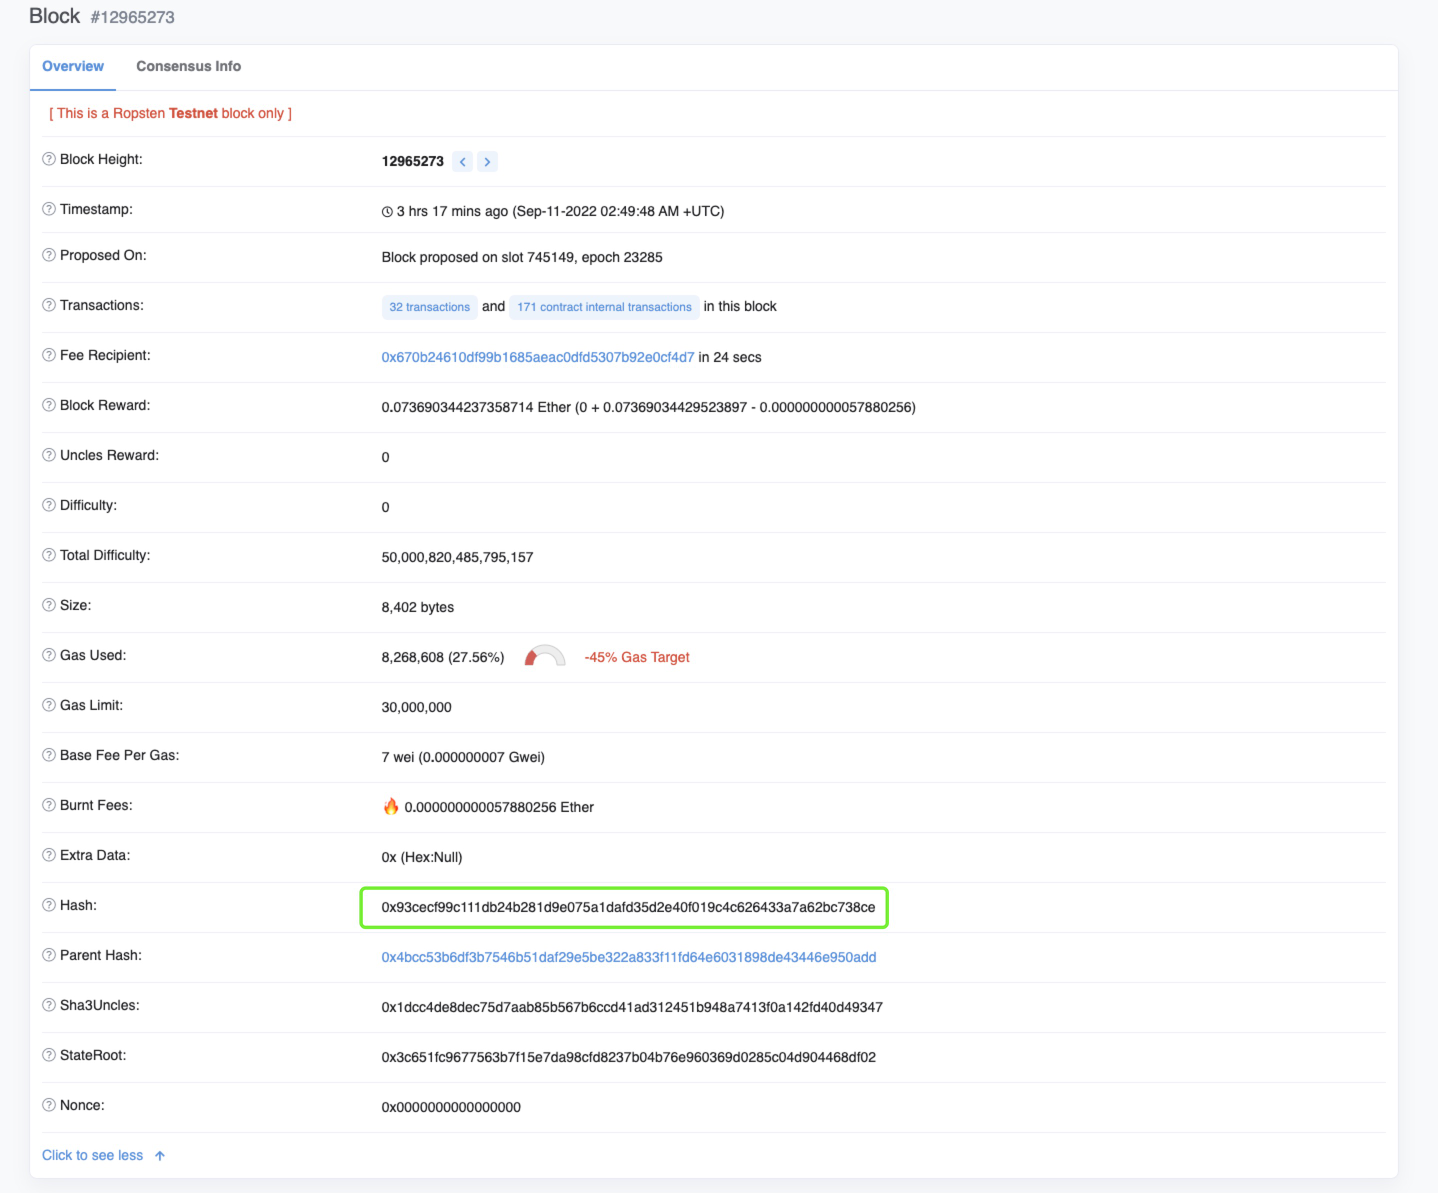 Block #12965273
Overview Consensus Info
[ This is a Ropsten Testnet block only ]
Block Height: 12965273
Timestamp: 3 hrs 17 mins ago (Sep-11-2022 02:49:48 AM +UTC)
Proposed On: Block proposed on slot 745149, epoch 23285
Transactions: 32 transactions and 171 contract internal transactions in this block
Fee Recipient: 0x670b24610df99b1685aeac0dfd5307b92e0cf4d7 in 24 secs
Block Reward: 0.073690344237358714 Ether (0 + 0.07369034429523897 - 0.000000000057880256)
Uncles Reward: 0
Difficulty: 0
Total Difficulty: 50,000,820,485,795,157
Size: 8,402 bytes
Gas Used: 8,268,608 (27.56%) -45% Gas Target
Gas Limit: 30,000,000
Base Fee Per Gas: 7 wei (0.000000007 Gwei)
Burnt Fees: 🔥 0.000000000057880256 Ether
Extra Data: 0x (Hex:Null)
Hash: 0x93cecf99c111db24b281d9e075a1dafd35d2e40f019c4c626433a7a62bc738ce
Parent Hash: 0x4bcc53b6df3b7546b51daf29e5be322a833f11fd64e6031898de43446e950add
Sha3Uncles: 0x1dcc4de8dec75d7aab85b567b6ccd41ad312451b948a7413f0a142fd40d49347
StateRoot: 0x3c651fc9677563b7f15e7da98cfd8237b04b76e960369d0285c04d904468df02
Nonce: 0x0000000000000000
Click to see less